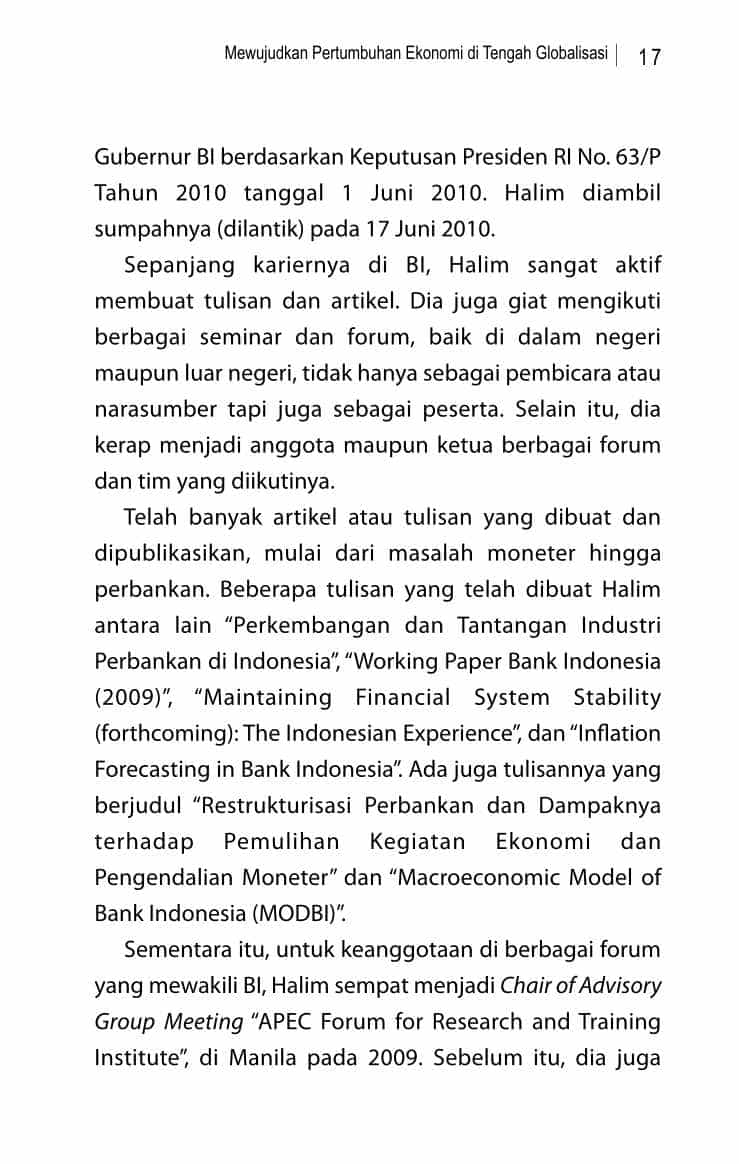 Mewujudkan Pertumbuhan Ekonomi di Tengah Globalisasi | 17
Gubernur BI berdasarkan Keputusan Presiden RI No. 63/P
Tahun 2010 tanggal 1 Juni 2010. Halim diambil
sumpahnya (dilantik) pada 17 Juni 2010.
Sepanjang kariernya di BI, Halim sangat aktif
membuat tulisan dan artikel. Dia juga giat mengikuti
berbagai seminar dan forum, baik di dalam negeri
maupun luar negeri, tidak hanya sebagai pembicara atau
narasumber tapi juga sebagai peserta. Selain itu, dia
kerap menjadi anggota maupun ketua berbagai forum
dan tim yang diikutinya.
Telah banyak artikel atau tulisan yang dibuat dan
dipublikasikan, mulai dari masalah moneter hingga
perbankan. Beberapa tulisan yang telah dibuat Halim
antara lain “Perkembangan dan Tantangan Industri
Perbankan di Indonesia”, “Working Paper Bank Indonesia
(2009)”, “Maintaining Financial System Stability
(forthcoming): The Indonesian Experience”, dan “Inflation
Forecasting in Bank Indonesia”. Ada juga tulisannya yang
berjudul “Restrukturisasi Perbankan dan Dampaknya
terhadap Pemulihan Kegiatan Ekonomi dan
Pengendalian Moneter” dan “Macroeconomic Model of
Bank Indonesia (MODBI)”.
Sementara itu, untuk keanggotaan di berbagai forum
yang mewakili BI, Halim sempat menjadi Chair of Advisory
Group Meeting “APEC Forum for Research and Training
Institute”, di Manila pada 2009. Sebelum itu, dia juga